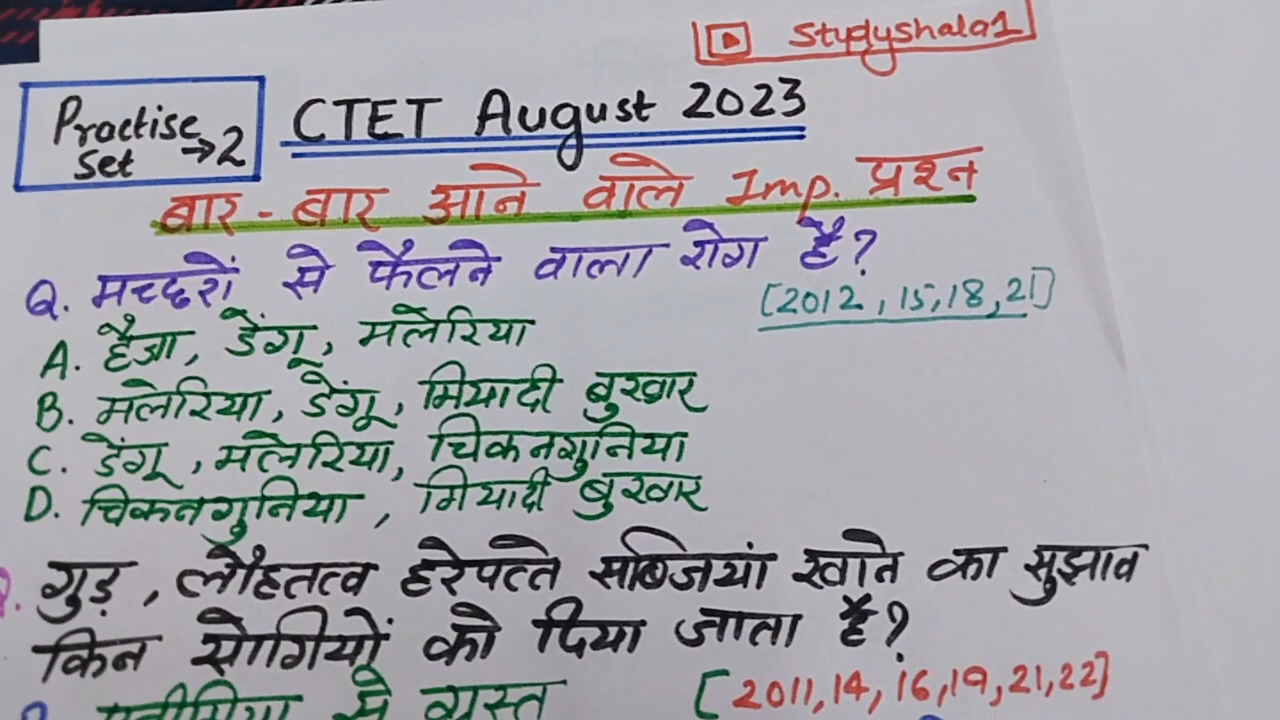 Studyshala1
Practise Set → 2
CTET August 2023
बार-बार आने वाले Imp. प्रश्न
Q. मच्छरों से फैलने वाला रोग है?
[2012, 15, 18, 21]
A. हैजा, डेंगू, मलेरिया
B. मलेरिया, डेंगू, मियादी बुखार
C. डेंगू, मलेरिया, चिकनगुनिया
D. चिकनगुनिया, मियादी बुखार
गुड़, लौहतत्व हरेपत्ते सब्जियां खाने का सुझाव
किन रोगियों को दिया जाता है?
[2011, 14, 16, 19, 21, 22]
से ग्रस्त